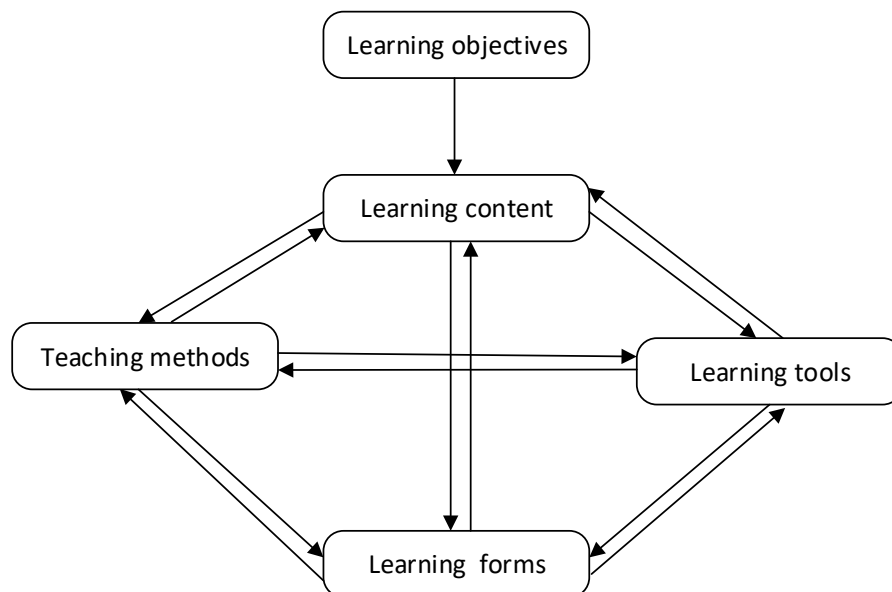 Learning objectives
Learning content
Teaching methods
Learning tools
Learning forms